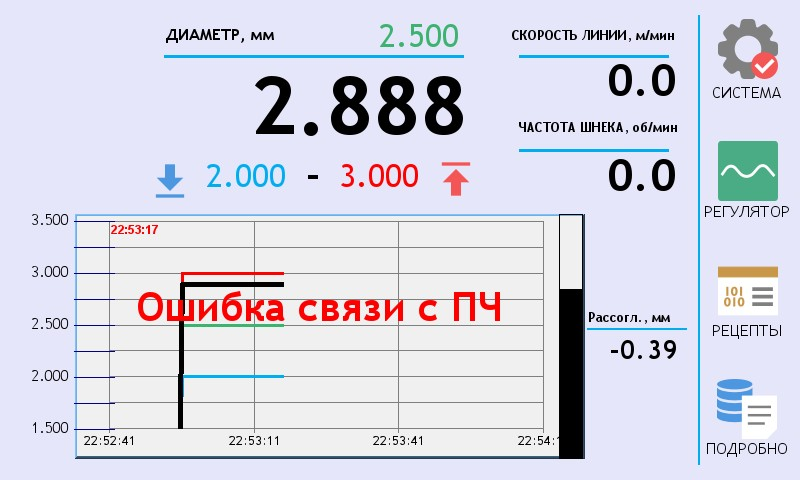 ДИАМЕТР, мм
2.500
2.888
2.000 - 3.000
СКОРОСТЬ ЛИНИИ, м/мин
0.0
ЧАСТОТА ШНЕКА, об/мин
0.0
СИСТЕМА
РЕГУЛЯТОР
101
010
РЕЦЕПТЫ
ПОДРОБНО
3.500
3.000
2.500
2.000
1.500
22:53:17
Ошибка связи с ПЧ
22:52:41
22:53:11
22:53:41
22:54:1
Рассогл., мм
-0.39